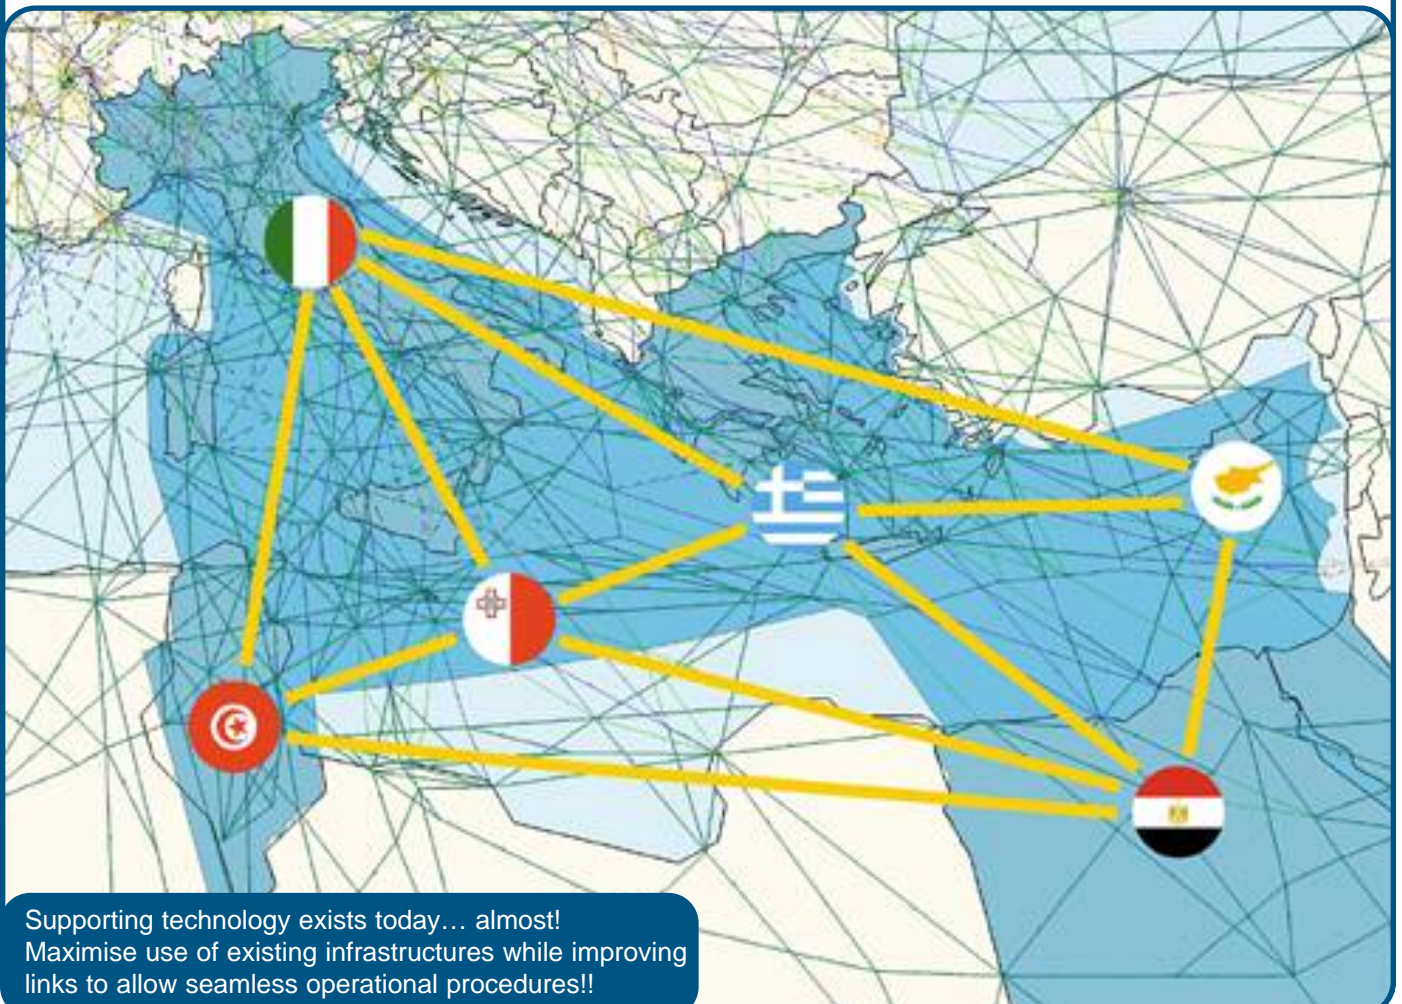 Supporting technology exists today… almost!
Maximise use of existing infrastructures while improving
links to allow seamless operational procedures!!